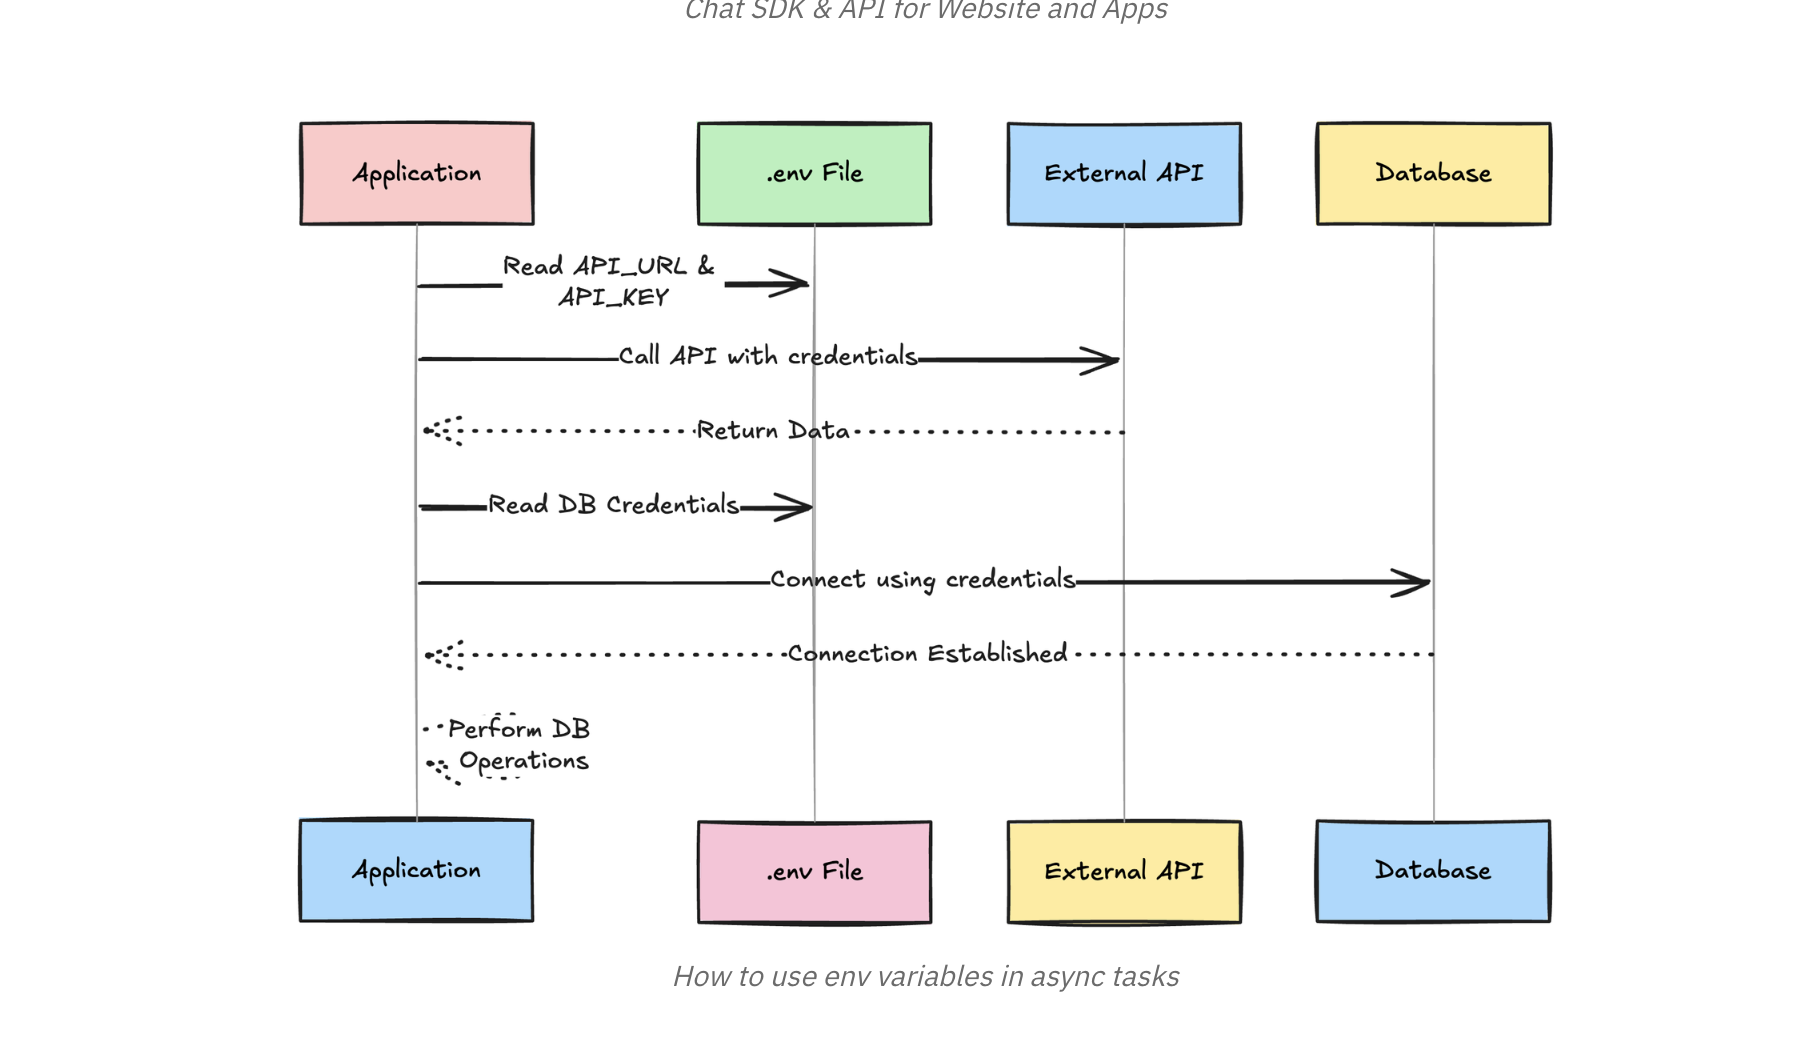 Chat SDK & API for Website and Apps
Application
.env File
External API
Database
Read API_URL &
API_KEY
Call API with credentials
Return Data
Read DB Credentials
Connect using credentials
Connection Established
Perform DB
Operations
Application
.env File
External API
Database
How to use env variables in async tasks